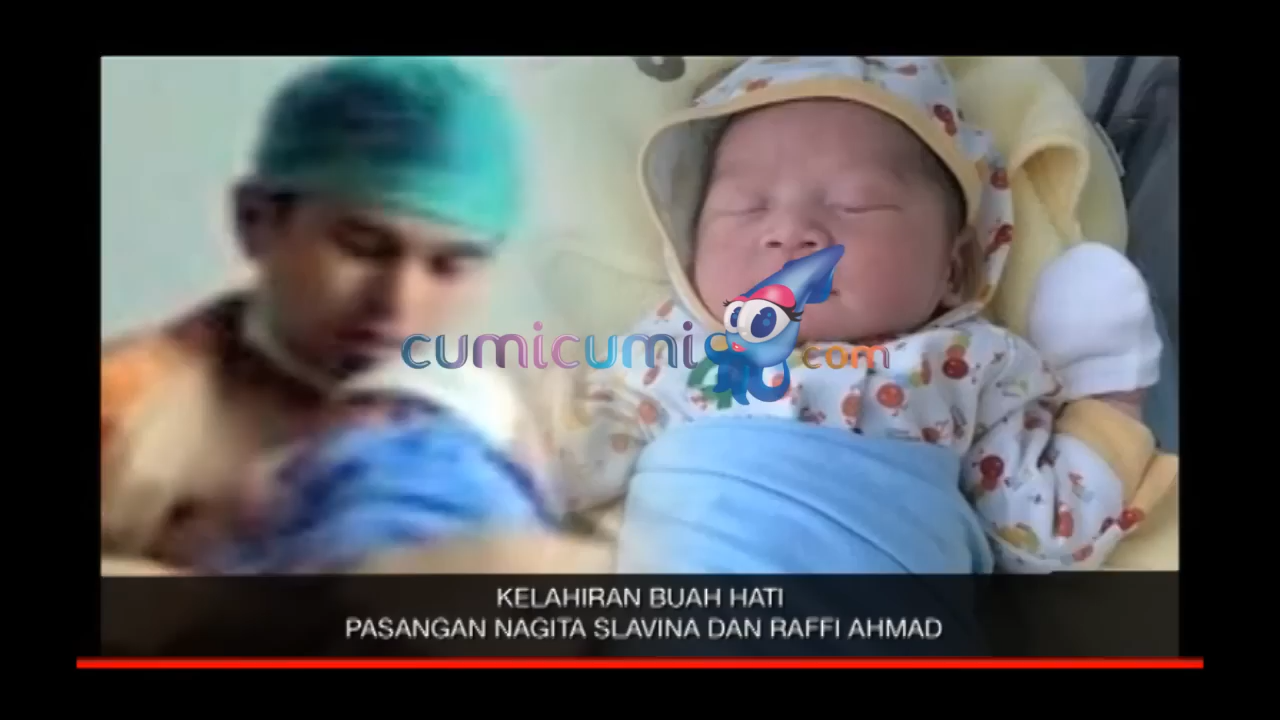 cumicumi.com
KELAHIRAN BUAH HATI
PASANGAN NAGITA SLAVINA DAN RAFFI AHMAD